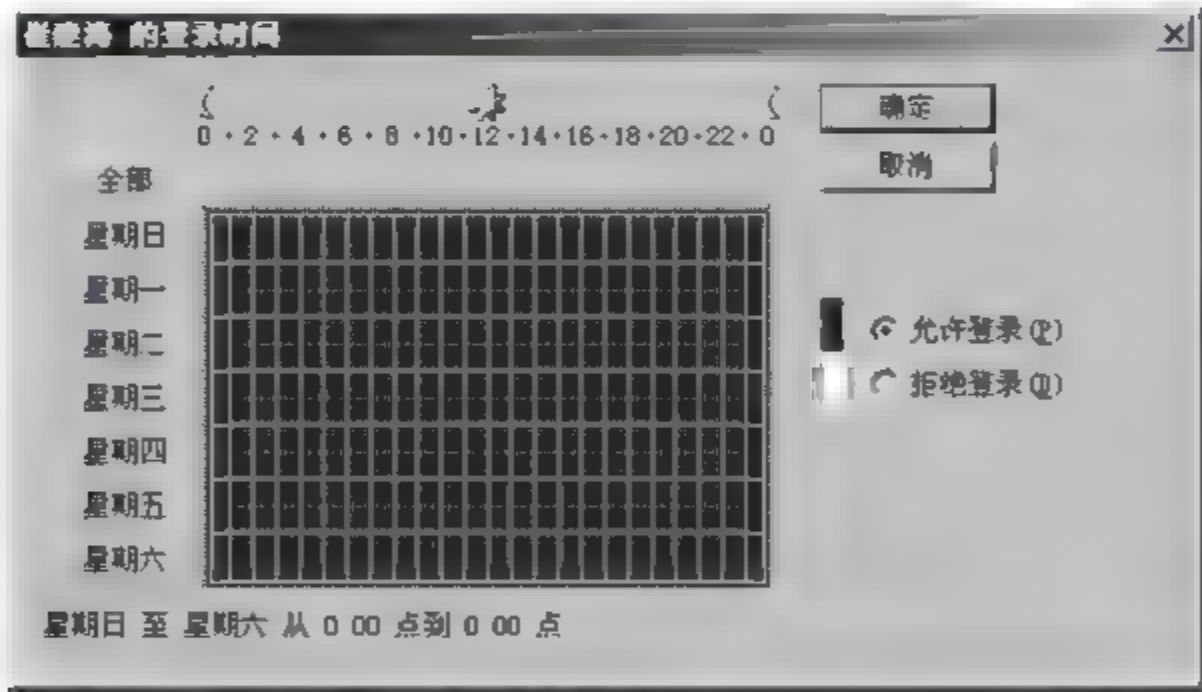 的登录时间
0·2·4·6·8·10·12·14·16·18·20·22·0
确定
取消
全部
星期日
星期一
星期二
星期三
星期四
星期五
星期六
允许登录(P)
拒绝登录
星期日 至 星期六 从 0 00 点到 0 00 点